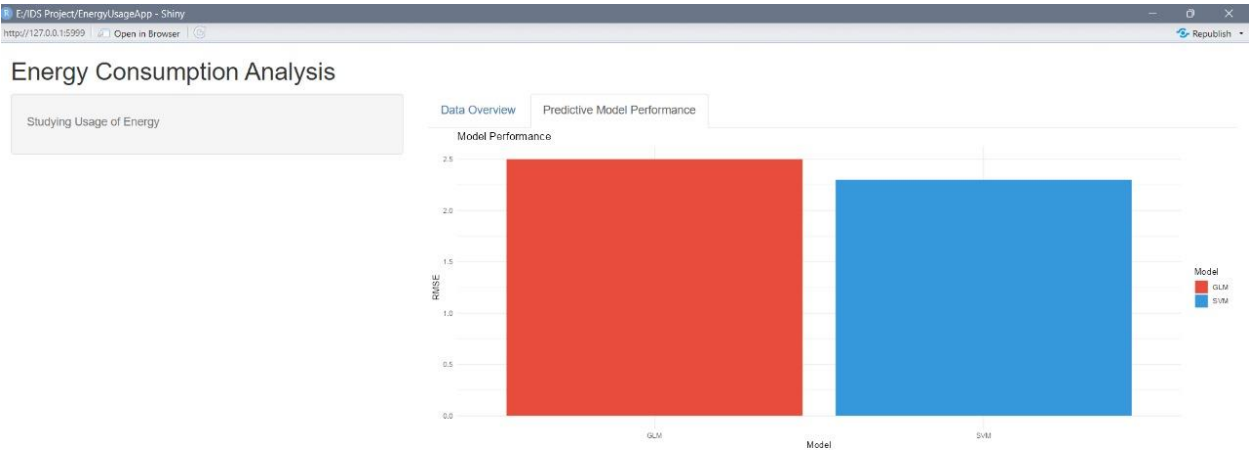 E:/IDS Project/EnergyUsageApp - Shiny
http://127.0.0.1:5999 Open in Browser Republish
Energy Consumption Analysis
Studying Usage of Energy
Data Overview Predictive Model Performance
Model Performance
2.5
2.0
1.5
1.0
0.5
0.0
RMSE
GLM SVM
Model
Model
GLM
SVM